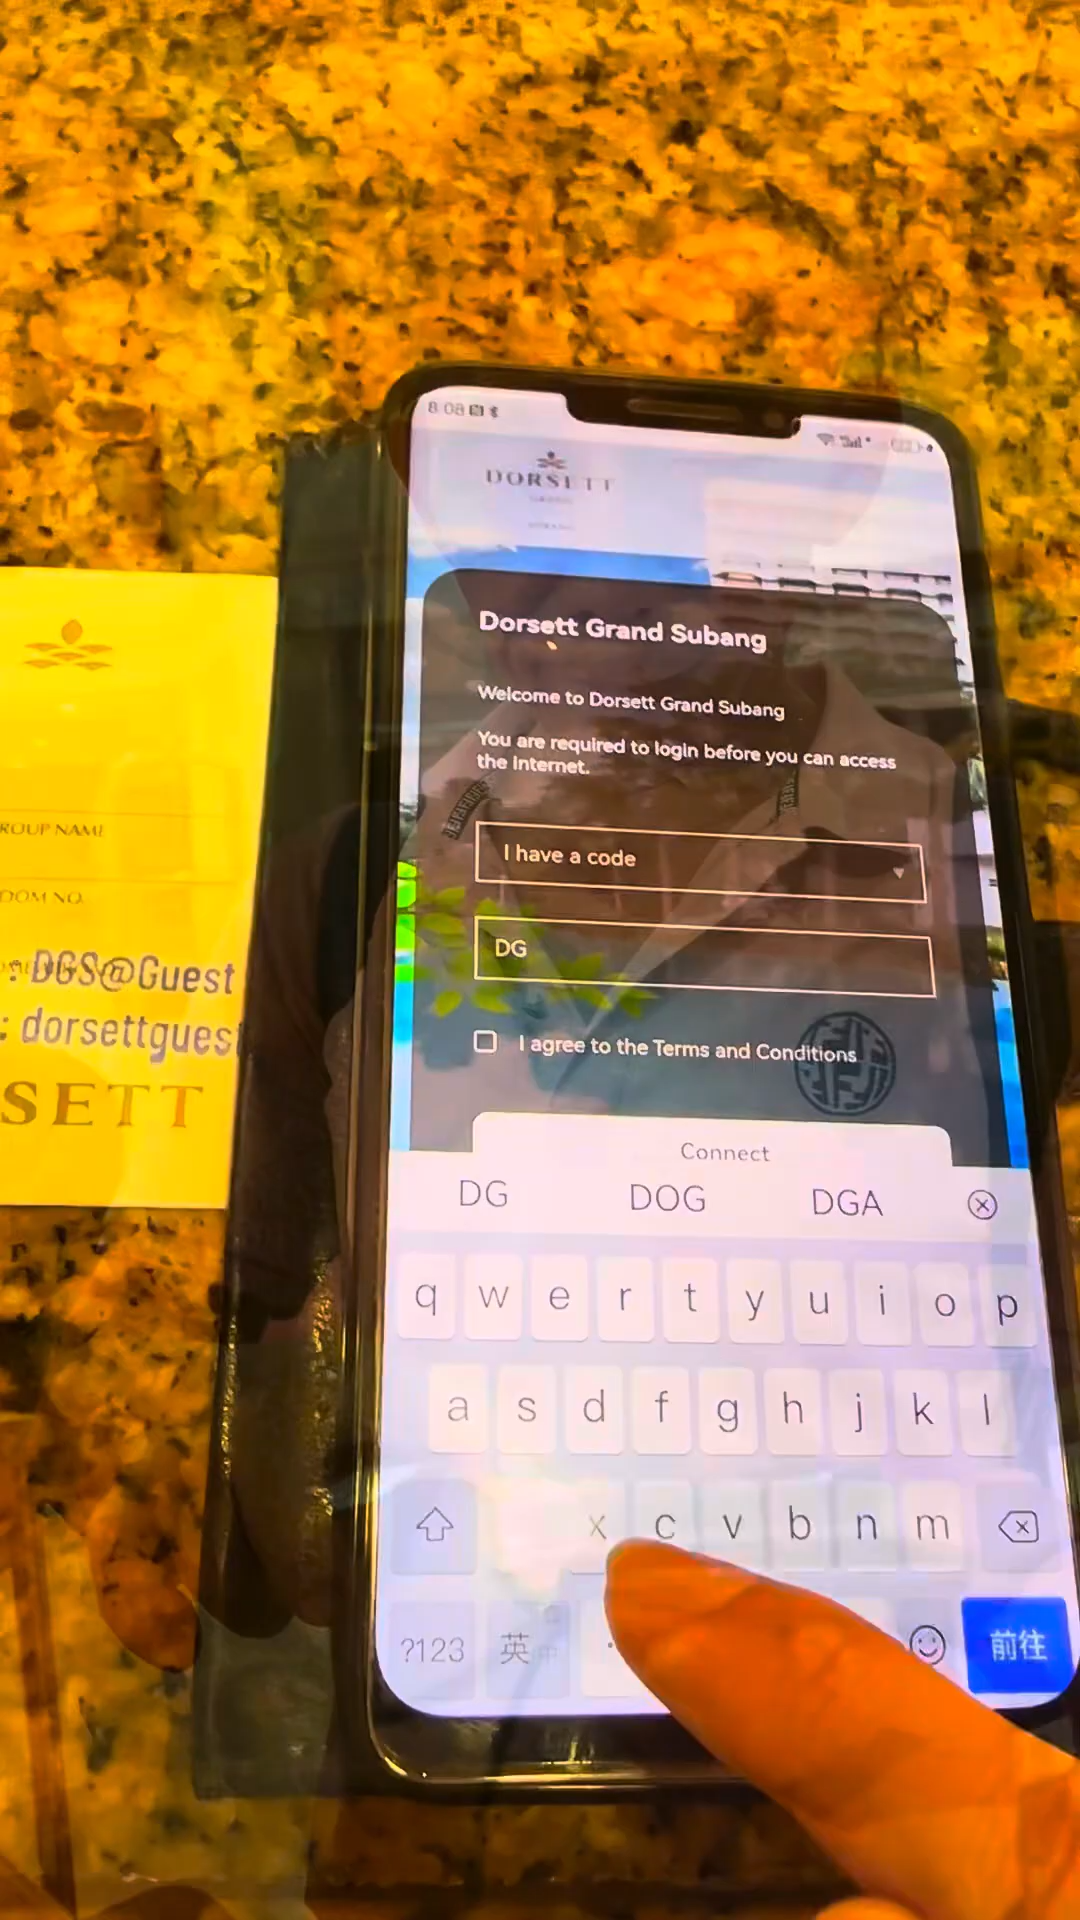 ROUP NAME
OOM NO.
: DGS@Guest
: dorsettguest
SETT
8:08
DORSETT
Dorsett Grand Subang
Welcome to Dorsett Grand Subang
You are required to login before you can access
the Internet.
I have a code
DG
I agree to the Terms and Conditions
Connect
DG DOG DGA
q w e r t y u i o p
a s d f g h j k l
x c v b n m
?123 英 前往